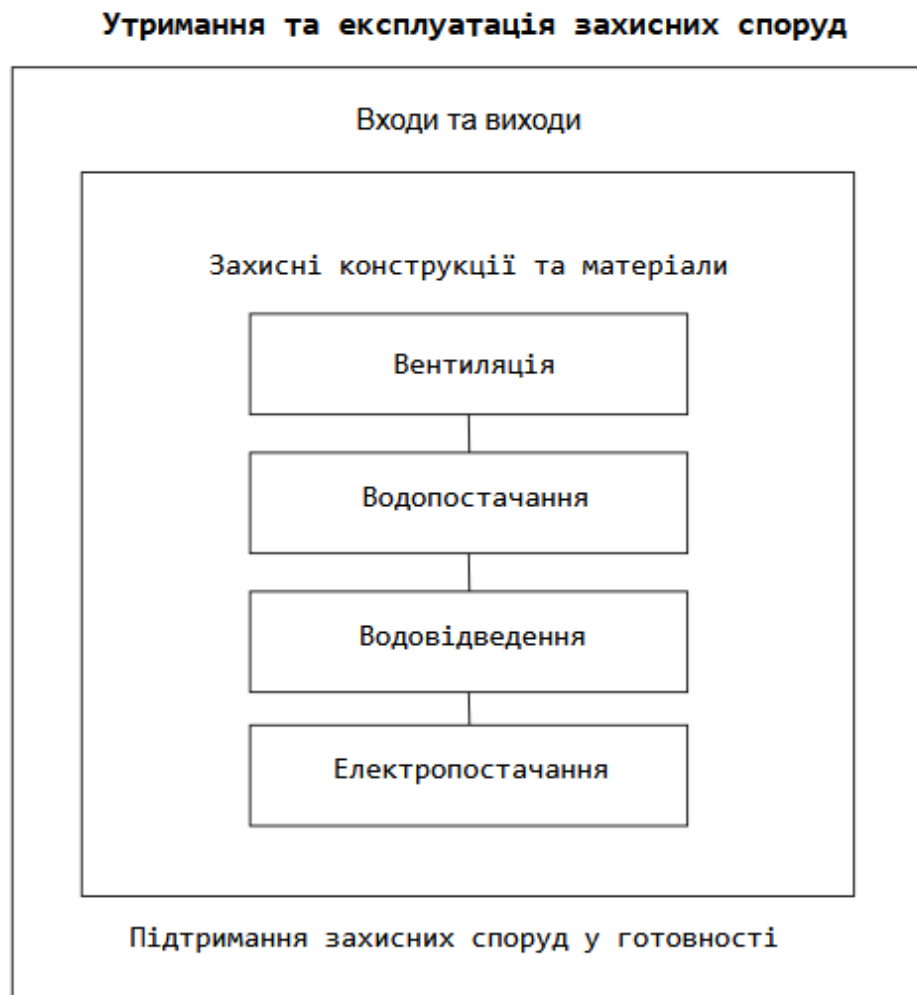 Утримання та експлуатація захисних споруд
Входи та виходи
Захисні конструкції та матеріали
Вентиляція
Водопостачання
Водовідведення
Електропостачання
Підтримання захисних споруд у готовності